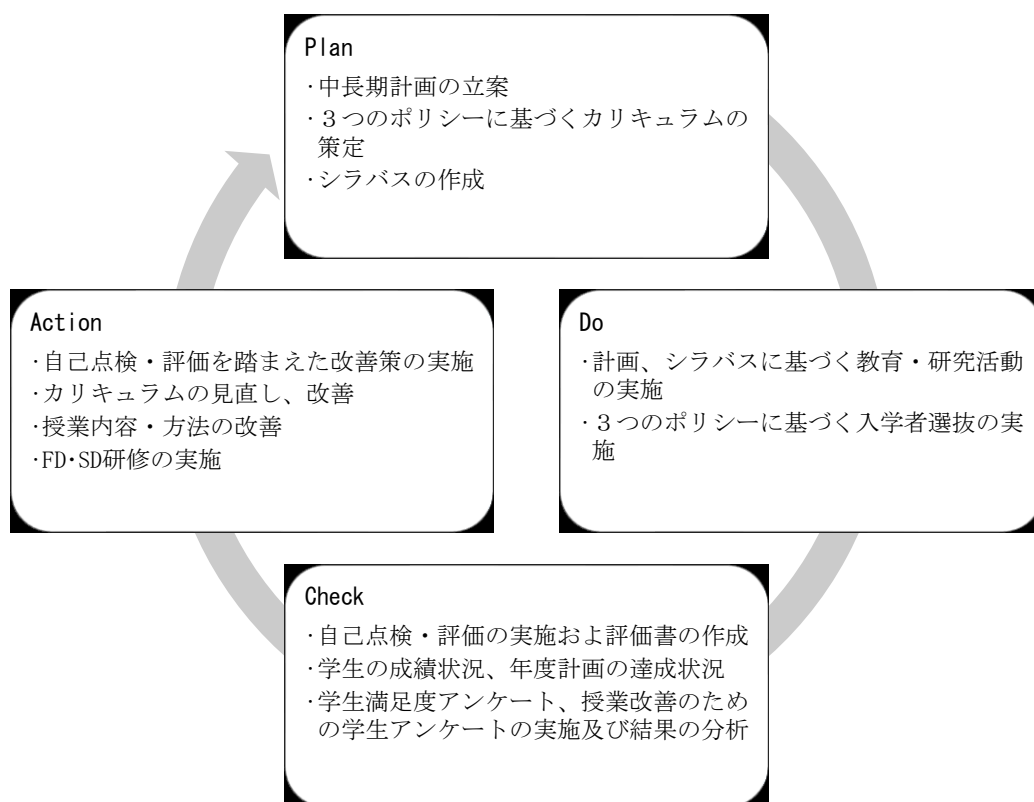 Plan
・中長期計画の立案
・３つのポリシーに基づくカリキュラムの
策定
・シラバスの作成
Do
・計画、シラバスに基づく教育・研究活動
の実施
・３つのポリシーに基づく入学者選抜の実
施
Check
・自己点検・評価の実施およ評価書の作成
・学生の成績状況、年度計画の達成状況
・学生満足度アンケート、授業改善のため
の学生アンケートの実施及び結果の分析
Action
・自己点検・評価を踏まえた改善策の実施
・カリキュラムの見直し、改善
・授業内容・方法の改善
・FD・SD研修の実施